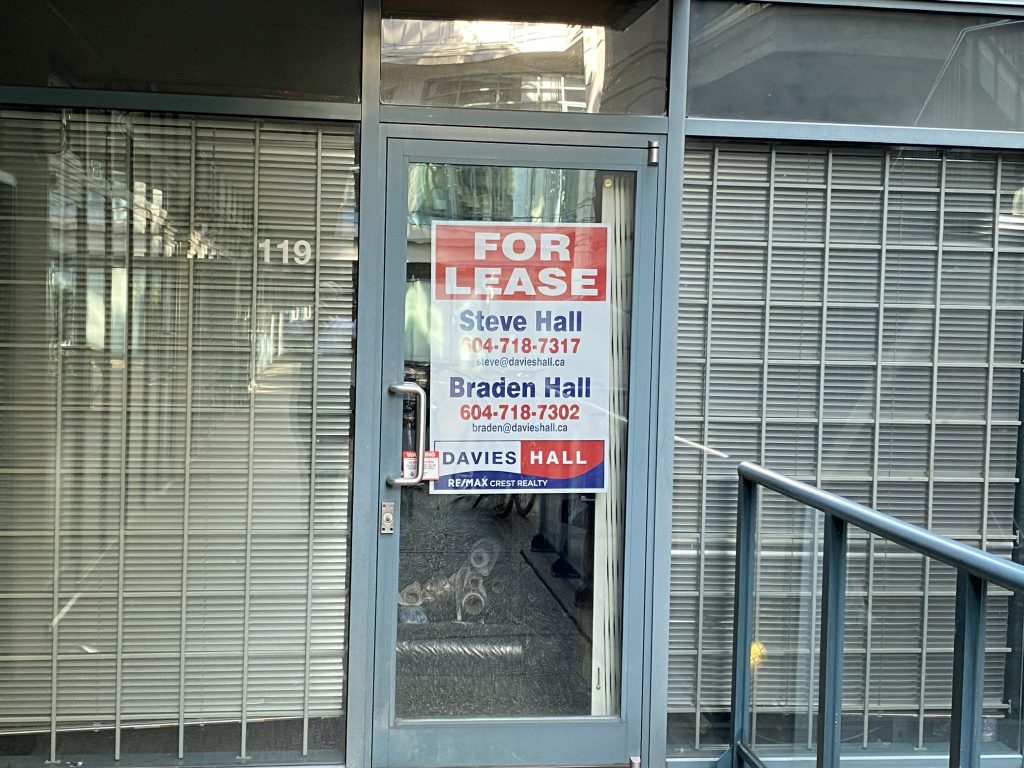 119
FOR
LEASE
Steve Hall
604-718-7317
steve@davieshall.ca
Braden Hall
604-718-7302
braden@davieshall.ca
DAVIES HALL
RE/MAX CREST REALTY